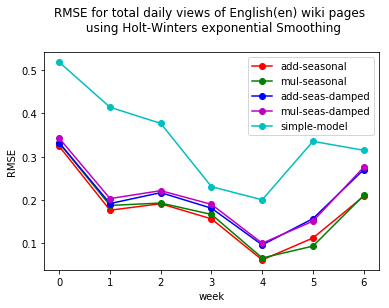 RMSE for total daily views of English(en) wiki pages
using Holt-Winters exponential Smoothing
add-seasonal
mul-seasonal
add-seas-damped
mul-seas-damped
simple-model
RMSE
0.5
0.4
0.3
0.2
0.1
0 1 2 3 4 5 6
week